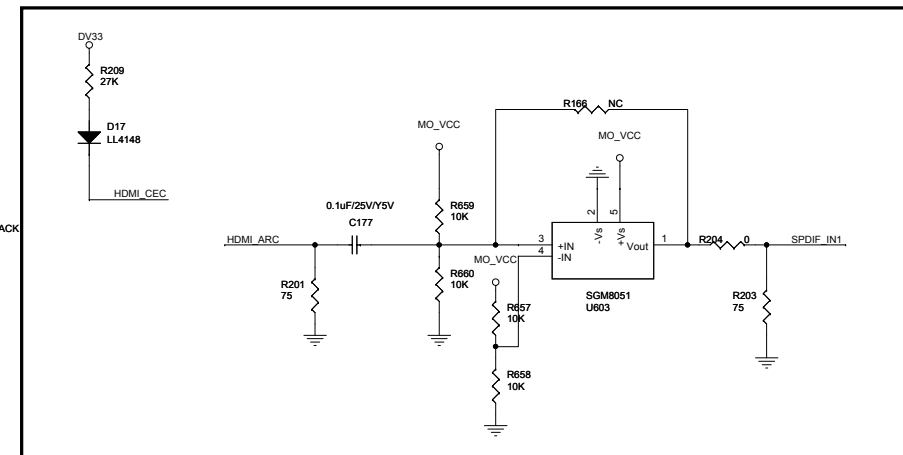 DV33
R209
27K
D17
LL4148
HDMI_CEC
ACK
R166 NC
MO_VCC
MO_VCC
0.1uF/25V/Y5V
C177
R659
10K
HDMI_ARC
2 5
-Vs
+Vs
3 +IN
4 -IN
Vout 1
R204 0
SPDIF_IN1
MO_VCC
R660
10K
R201
75
SGM8051
U603
R657
10K
R203
75
R658
10K